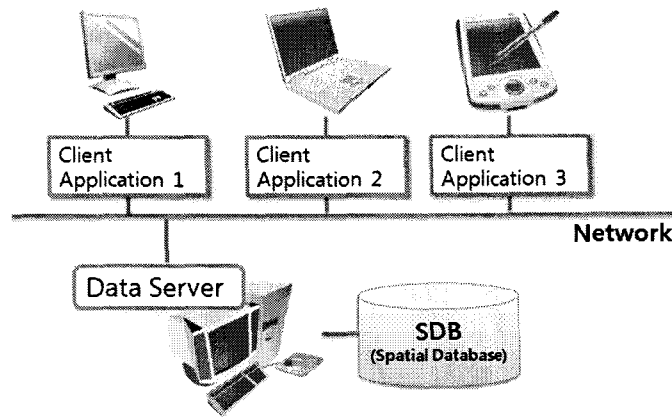 Client
Application 1
Client
Application 2
Client
Application 3
Network
Data Server
SDB
(Spatial Database)